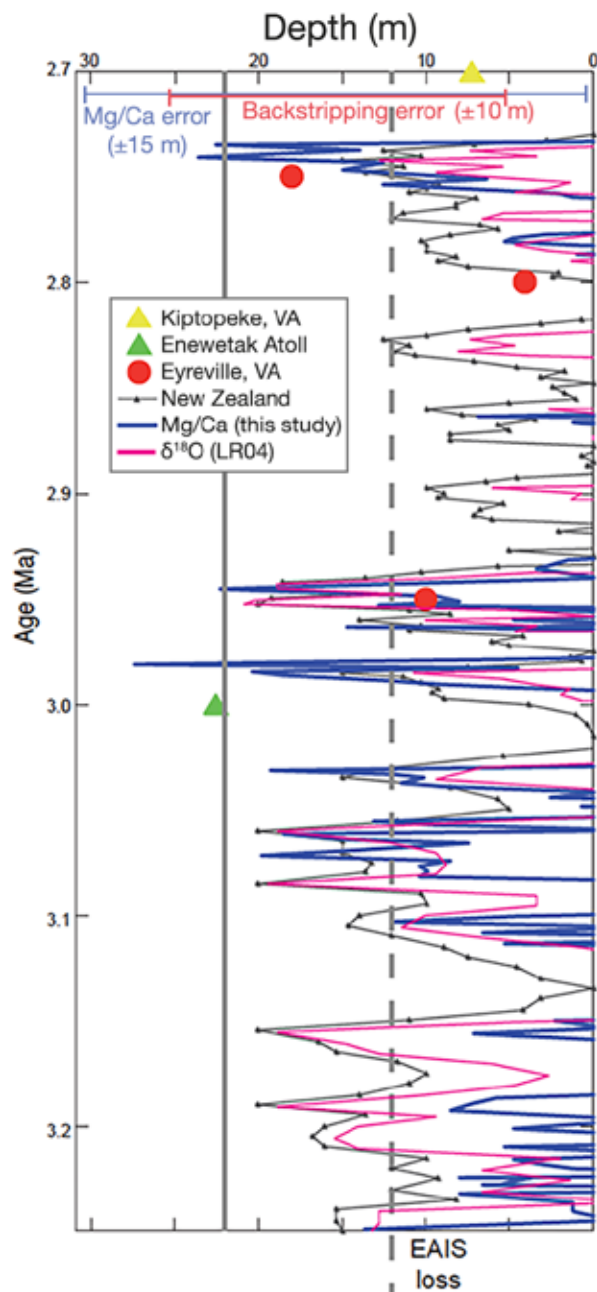 Depth (m)
30 20 10 0
2.7
Mg/Ca error
(±15 m)
Backstripping error (±10 m)
2.8
Kiptopeke, VA
Enewetak Atoll
Eyreville, VA
New Zealand
Mg/Ca (this study)
δ¹⁸O (LR04)
2.9
Age (Ma)
3.0
3.1
3.2
EAIS
loss